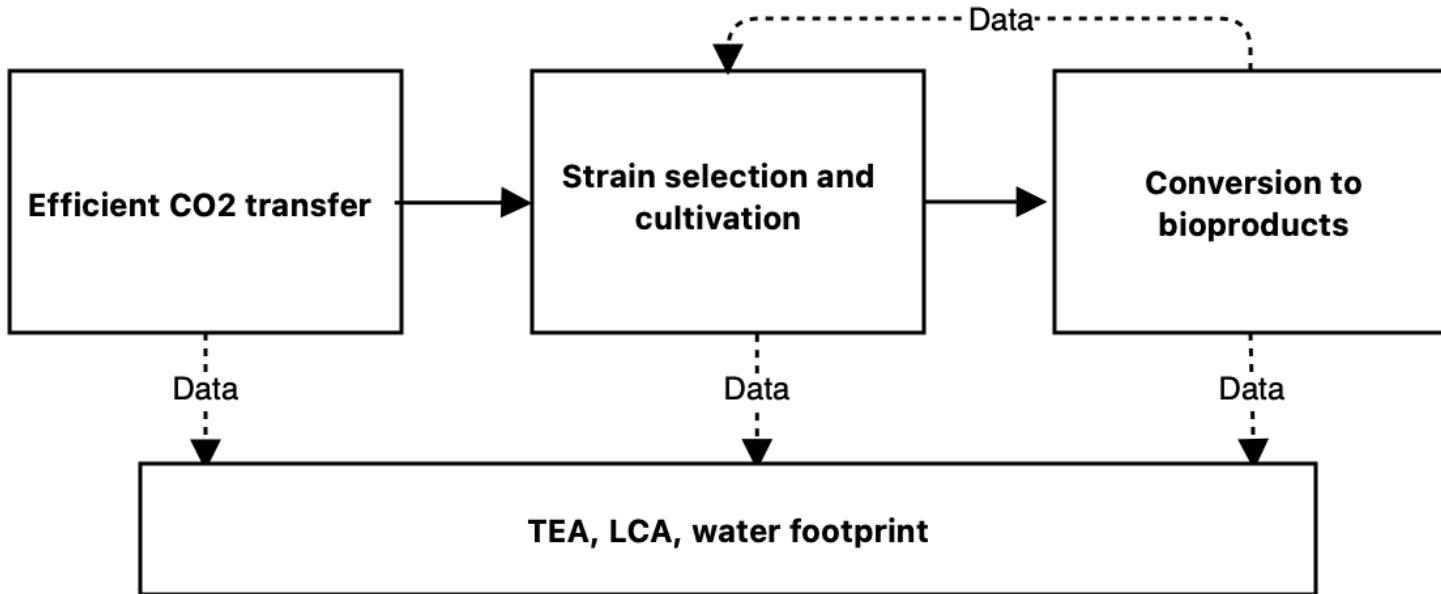 Data
Efficient CO2 transfer
Strain selection and
cultivation
Conversion to
bioproducts
Data
Data
Data
TEA, LCA, water footprint